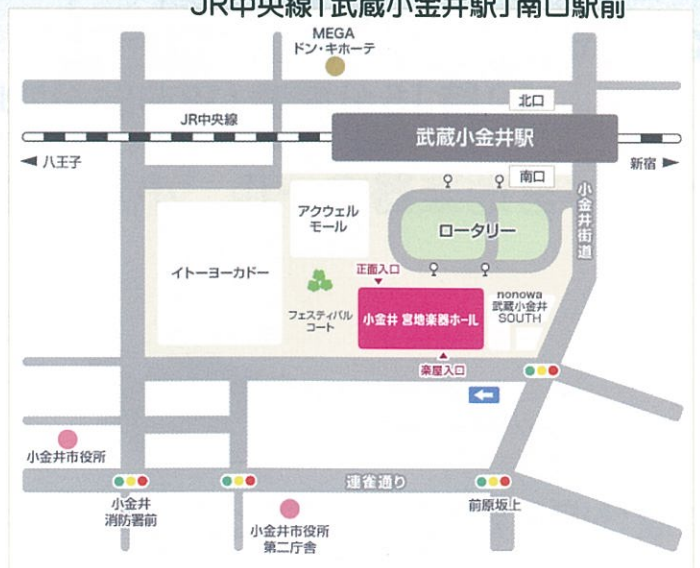 JR中央線「武蔵小金井駅」南口駅前
MEGA
ドン・キホーテ
北口
JR中央線
武蔵小金井駅
八王子
新宿
南口
小金井街道
アクウェル
モール
ロータリー
イトーヨーカドー
正面入口
フェスティバル
コート
小金井 宮地楽器ホール
nonowa
武蔵小金井
SOUTH
楽屋入口
小金井市役所
連雀通り
小金井
消防署前
前原坂上
小金井市役所
第二庁舎